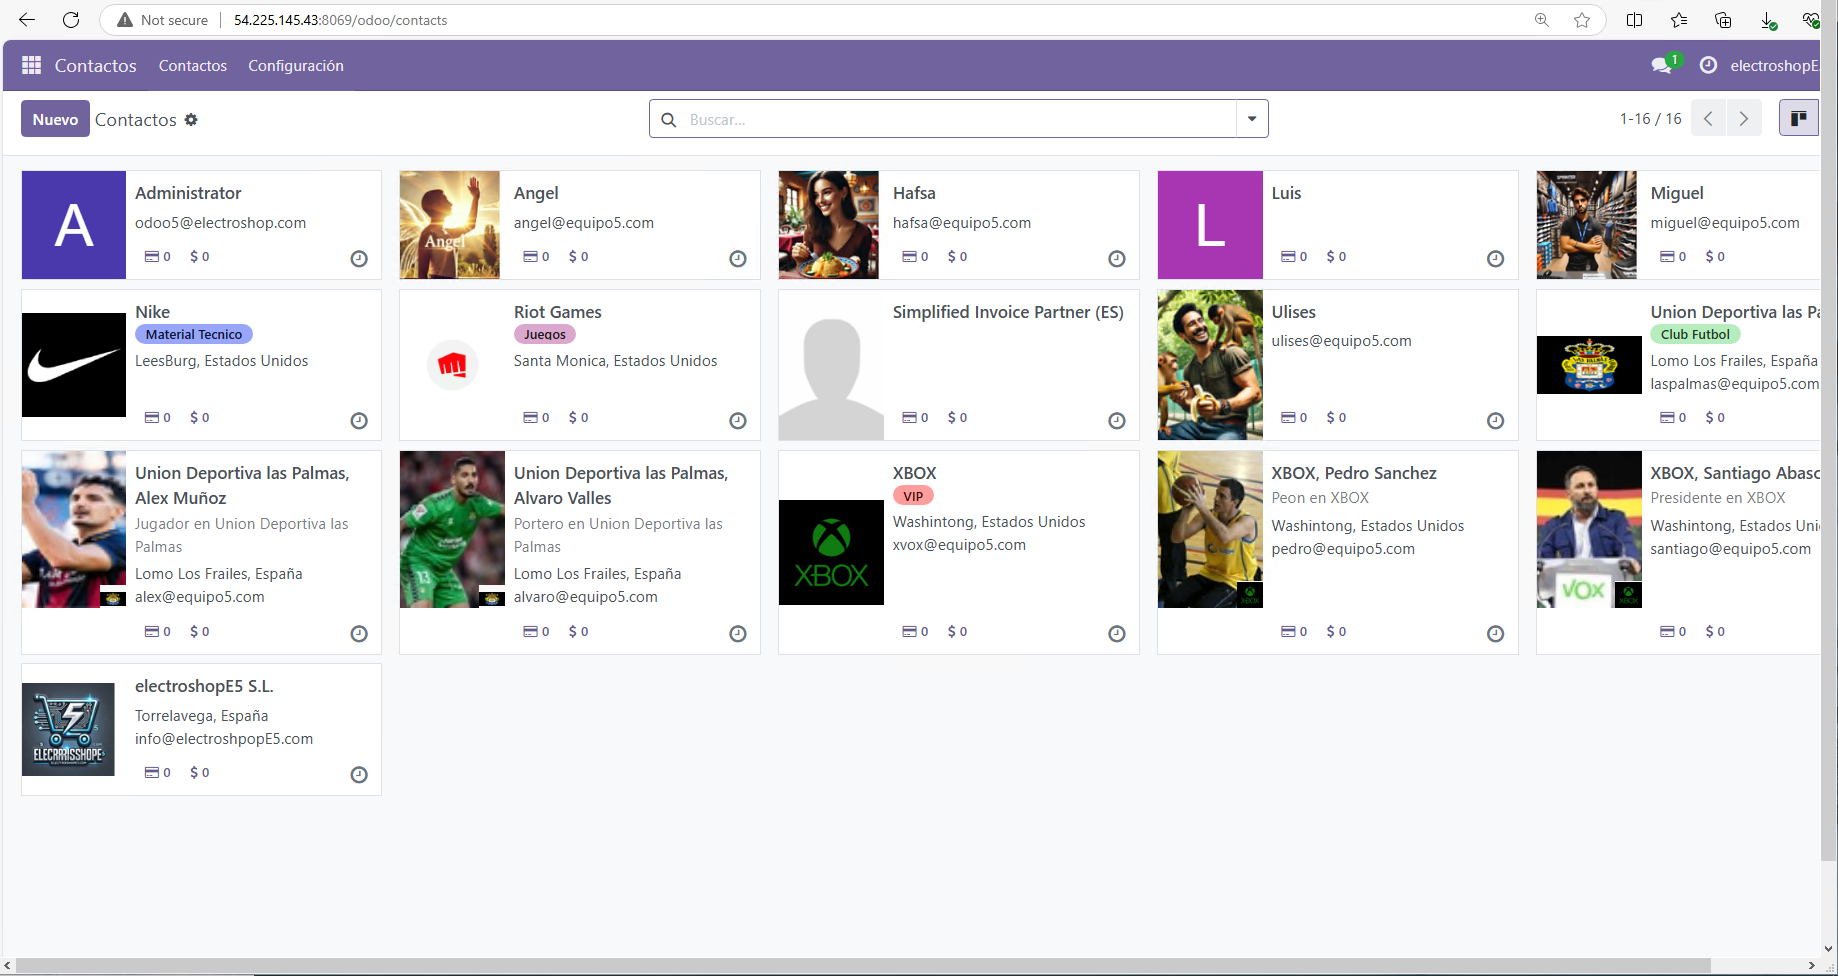 Not secure
54.225.145.43:8069/odoo/contacts
Contactos
Contactos
Configuración
1
electroshopE
Nuevo
Contactos
Buscar...
1-16 / 16
A
Administrator
odoo5@electroshop.com
0
$ 0
Angel
Angel
angel@equipo5.com
0
$ 0
Hafsa
hafsa@equipo5.com
0
$ 0
L
Luis
0
$ 0
Miguel
miguel@equipo5.com
0
$ 0
Nike
Material Tecnico
LeesBurg, Estados Unidos
0
$ 0
Riot Games
Juegos
Santa Monica, Estados Unidos
0
$ 0
Simplified Invoice Partner (ES)
0
$ 0
Ulises
ulises@equipo5.com
0
$ 0
Union Deportiva las Pa
Club Futbol
Lomo Los Frailes, España
laspalmas@equipo5.com
0
$ 0
Union Deportiva las Palmas,
Alex Muñoz
Jugador en Union Deportiva las
Palmas
Lomo Los Frailes, España
alex@equipo5.com
0
$ 0
Union Deportiva las Palmas,
Alvaro Valles
Portero en Union Deportiva las
Palmas
Lomo Los Frailes, España
alvaro@equipo5.com
13
0
$ 0
XBOX
XBOX
VIP
Washintong, Estados Unidos
xvox@equipo5.com
0
$ 0
XBOX, Pedro Sanchez
Peon en XBOX
Washintong, Estados Unidos
pedro@equipo5.com
0
$ 0
XBOX, Santiago Abasc
Presidente en XBOX
Washintong, Estados Uni
santiago@equipo5.com
VOX
0
$ 0
electroshopE5 S.L.
Torrelavega, España
info@electroshpopE5.com
ELECRRISSHOPE
0
$ 0